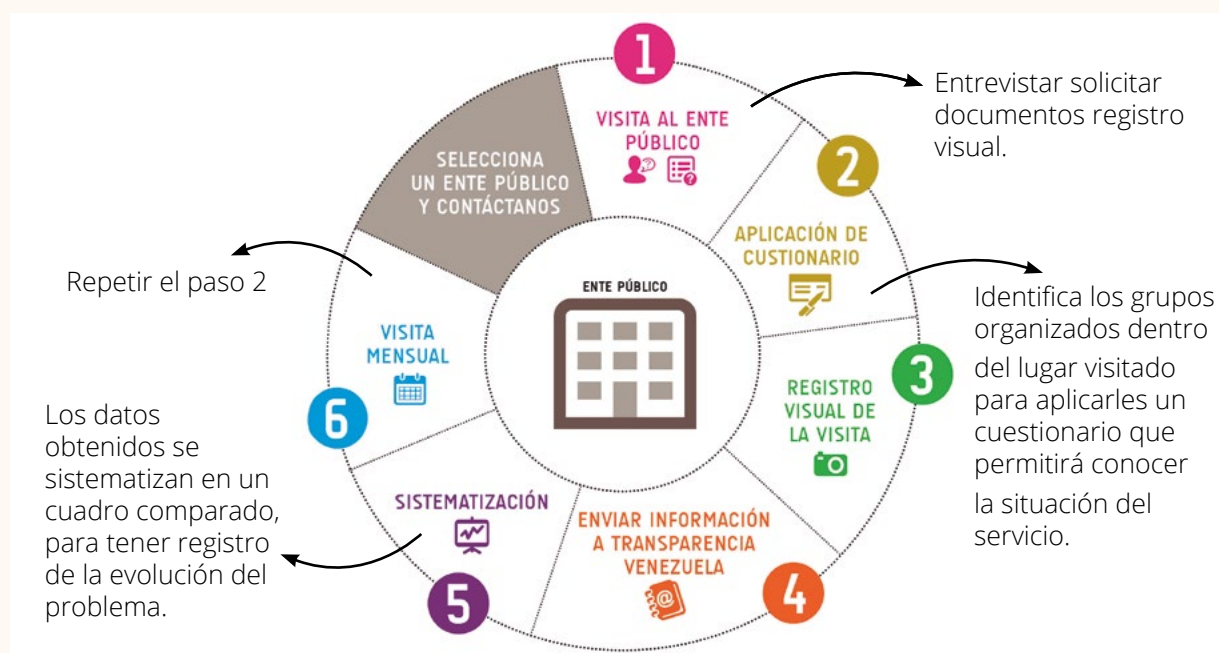 SELECCIONA
UN ENTE PÚBLICO
Y CONTÁCTANOS
1
VISITA AL ENTE
PÚBLICO
Entrevistar solicitar
documentos registro
visual.
2
APLICACIÓN DE
CUSTIONARIO
Identifica los grupos
organizados dentro
del lugar visitado
para aplicarles un
cuestionario que
permitirá conocer
la situación del
servicio.
3
REGISTRO
VISUAL DE
LA VISITA
4
ENVIAR INFORMACIÓN
A TRANSPARENCIA
VENEZUELA
@
5
SISTEMATIZACIÓN
Los datos
obtenidos se
sistematizan en un
cuadro comparado,
para tener registro
de la evolución del
problema.
6
VISITA
MENSUAL
Repetir el paso 2
ENTE PÚBLICO